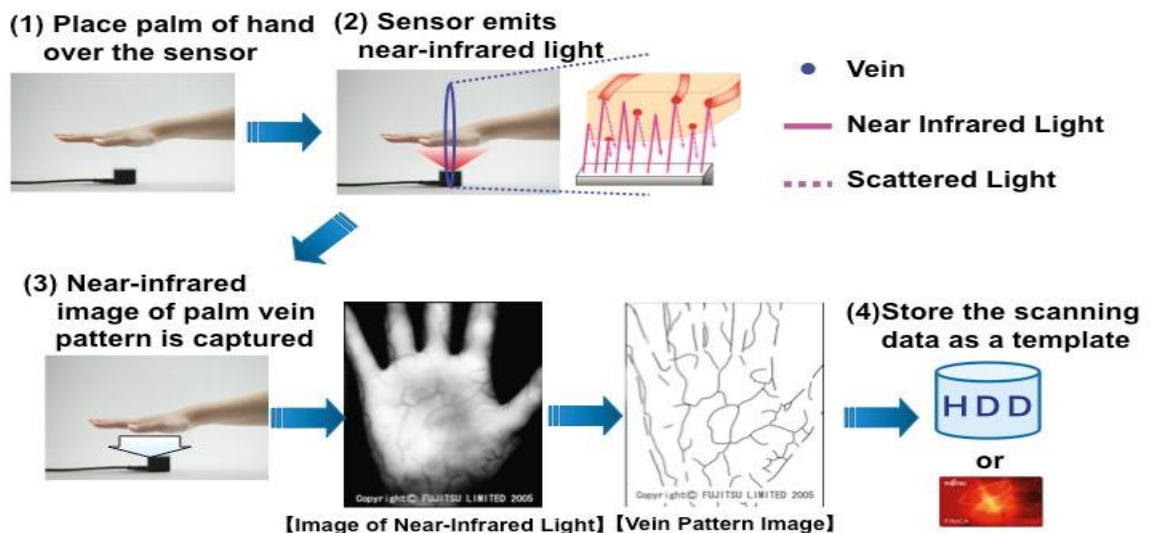 (1) Place palm of hand
over the sensor
(2) Sensor emits
near-infrared light
Vein
Near Infrared Light
Scattered Light
(3) Near-infrared
image of palm vein
pattern is captured
Copyright© FUJITSU LIMITED 2005
【Image of Near-Infrared Light】
Copyright© FUJITSU LIMITED 2005
【Vein Pattern Image】
(4)Store the scanning
data as a template
HDD
or
FUJITSU